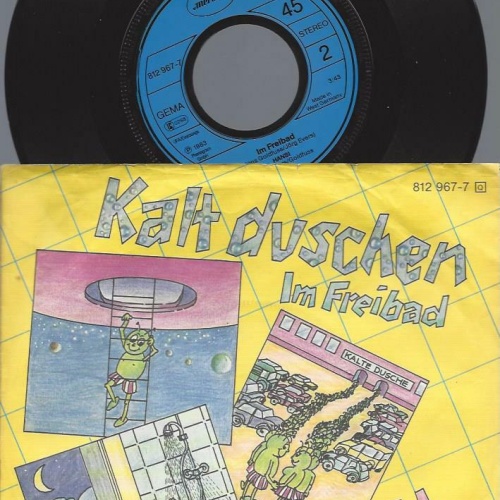 45
STEREO
2
812 967-7
GEMA
3:43
Made in
West Germany
℗ 1983
Im Freibad
HANSI
812 967-7
Kalt duschen
Im Freibad
KALTE DUSCHE